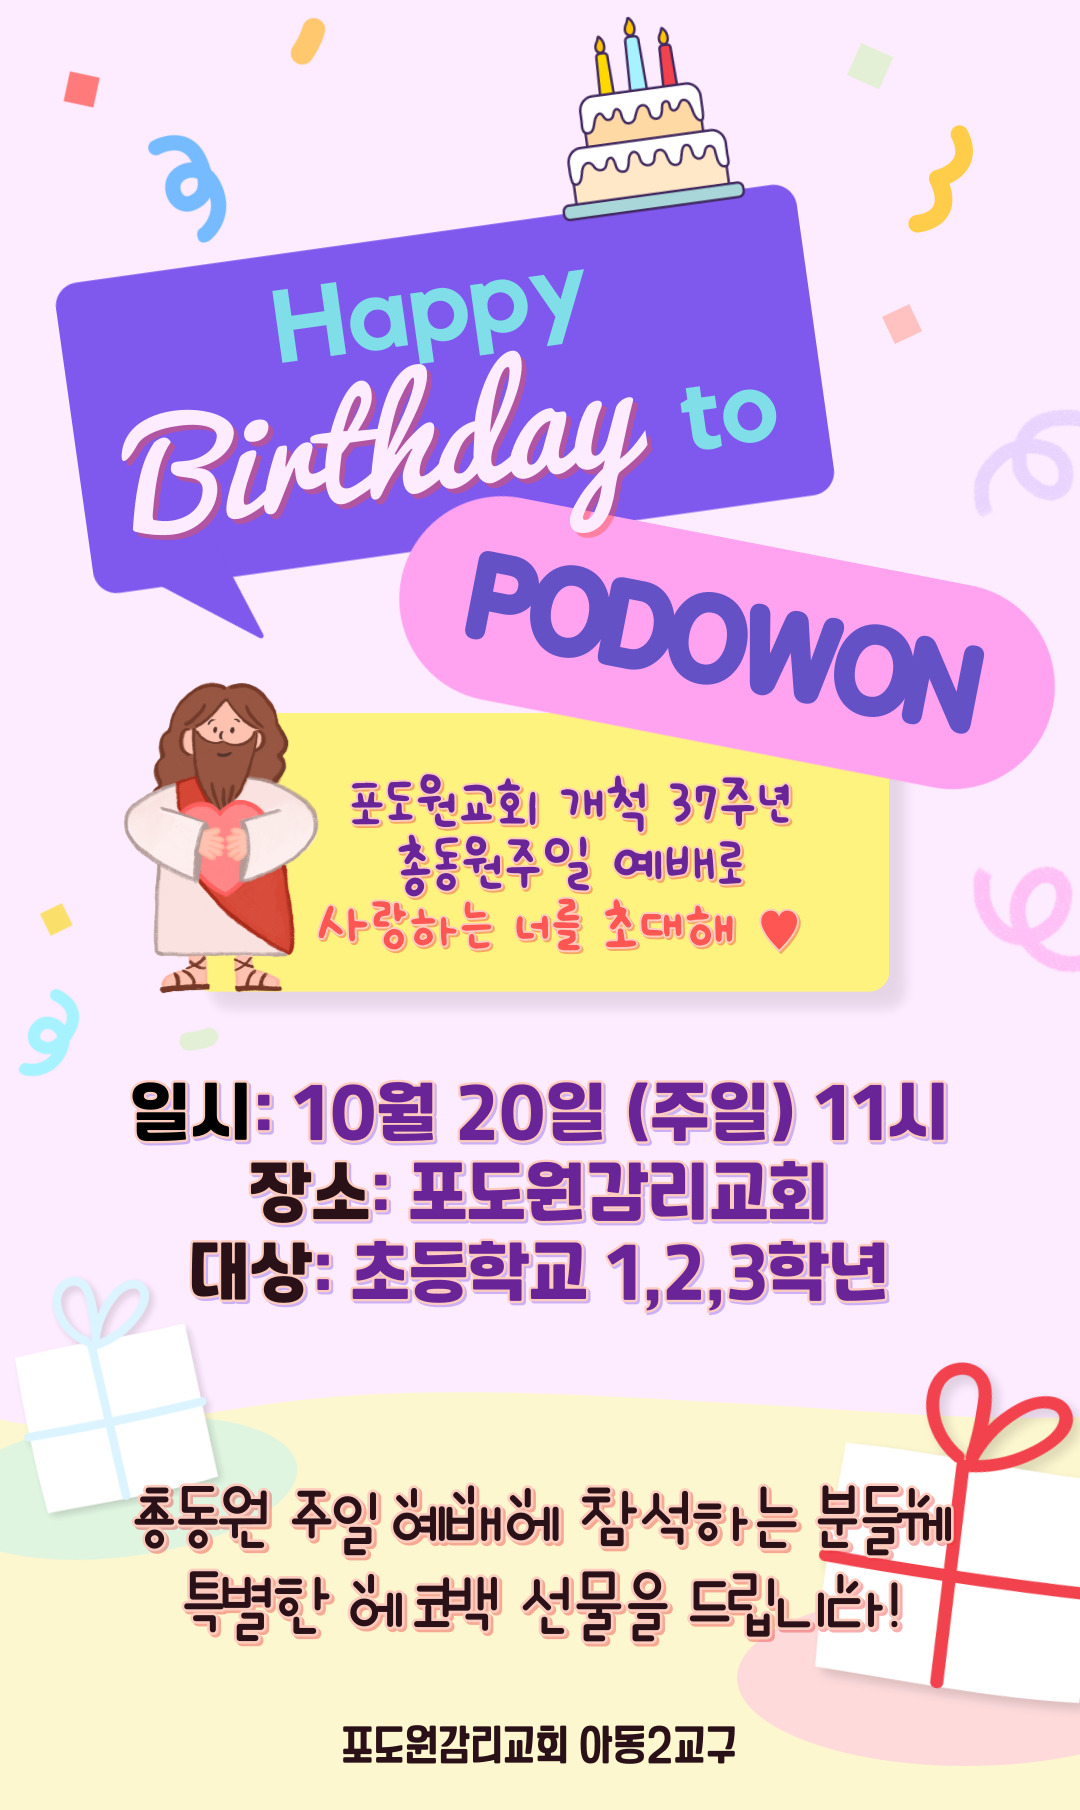 Happy
Birthday to
PODOWON
포도원교회 개척 37주년
총동원주일 예배로
사랑하는 너를 초대해 ♥
일시: 10월 20일 (주일) 11시
장소: 포도원감리교회
대상: 초등학교 1,2,3학년
총동원 주일 예배에 참석하는 분들께
특별한 에코백 선물을 드립니다!
포도원감리교회 아동2교구